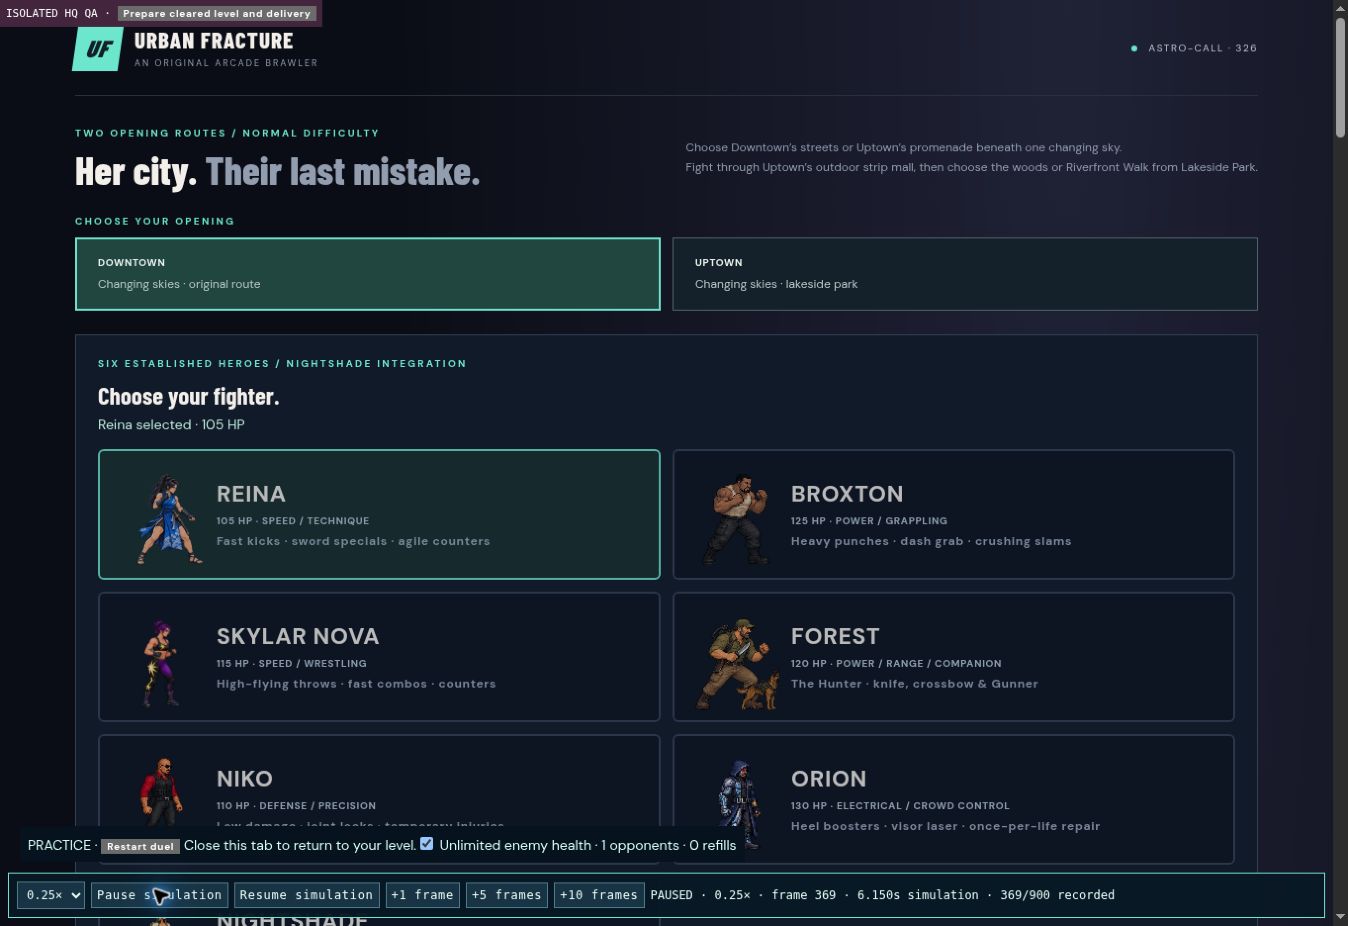 ISOLATED HQ QA · Prepare cleared level and delivery
UF
URBAN FRACTURE
AN ORIGINAL ARCADE BRAWLER
ASTRO-CALL · 326
TWO OPENING ROUTES / NORMAL DIFFICULTY
Her city. Their last mistake.
Choose Downtown's streets or Uptown's promenade beneath one changing sky.
Fight through Uptown's outdoor strip mall, then choose the woods or Riverfront Walk from Lakeside Park.
CHOOSE YOUR OPENING
DOWNTOWN
Changing skies · original route
UPTOWN
Changing skies · lakeside park
SIX ESTABLISHED HEROES / NIGHTSHADE INTEGRATION
Choose your fighter.
Reina selected · 105 HP
REINA
105 HP · SPEED / TECHNIQUE
Fast kicks · sword specials · agile counters
BROXTON
125 HP · POWER / GRAPPLING
Heavy punches · dash grab · crushing slams
SKYLAR NOVA
115 HP · SPEED / WRESTLING
High-flying throws · fast combos · counters
FOREST
120 HP · POWER / RANGE / COMPANION
The Hunter · knife, crossbow & Gunner
NIKO
110 HP · DEFENSE / PRECISION
Low damage · joint locks · temporary injuries
ORION
130 HP · ELECTRICAL / CROWD CONTROL
Heel boosters · visor laser · once-per-life repair
PRACTICE · Restart duel Close this tab to return to your level. Unlimited enemy health · 1 opponents · 0 refills
0.25× Pause simulation Resume simulation +1 frame +5 frames +10 frames PAUSED · 0.25× · frame 369 · 6.150s simulation · 369/900 recorded
NIGHTSHADE